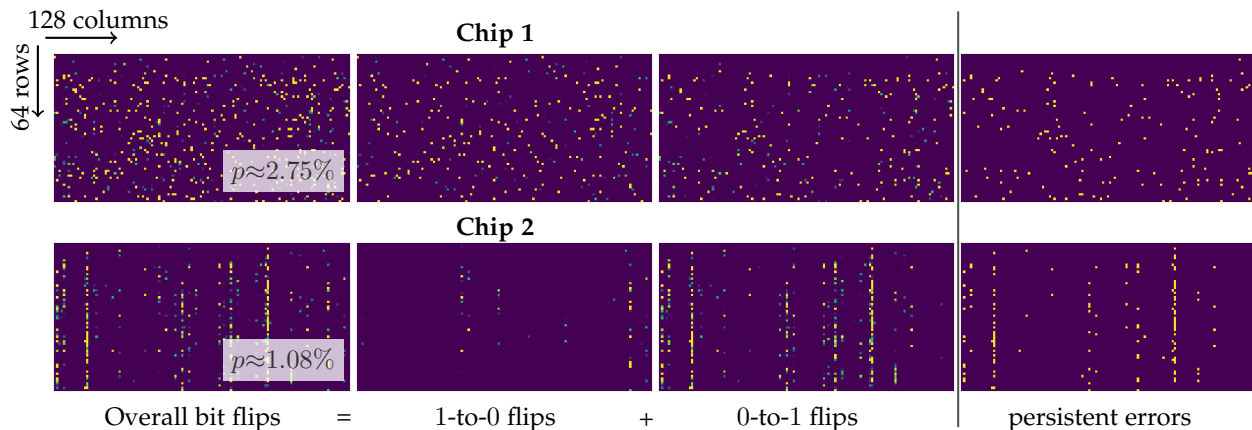 128 columns
64 rows
Chip 1
p≈2.75%
Chip 2
p≈1.08%
Overall bit flips = 1-to-0 flips + 0-to-1 flips persistent errors